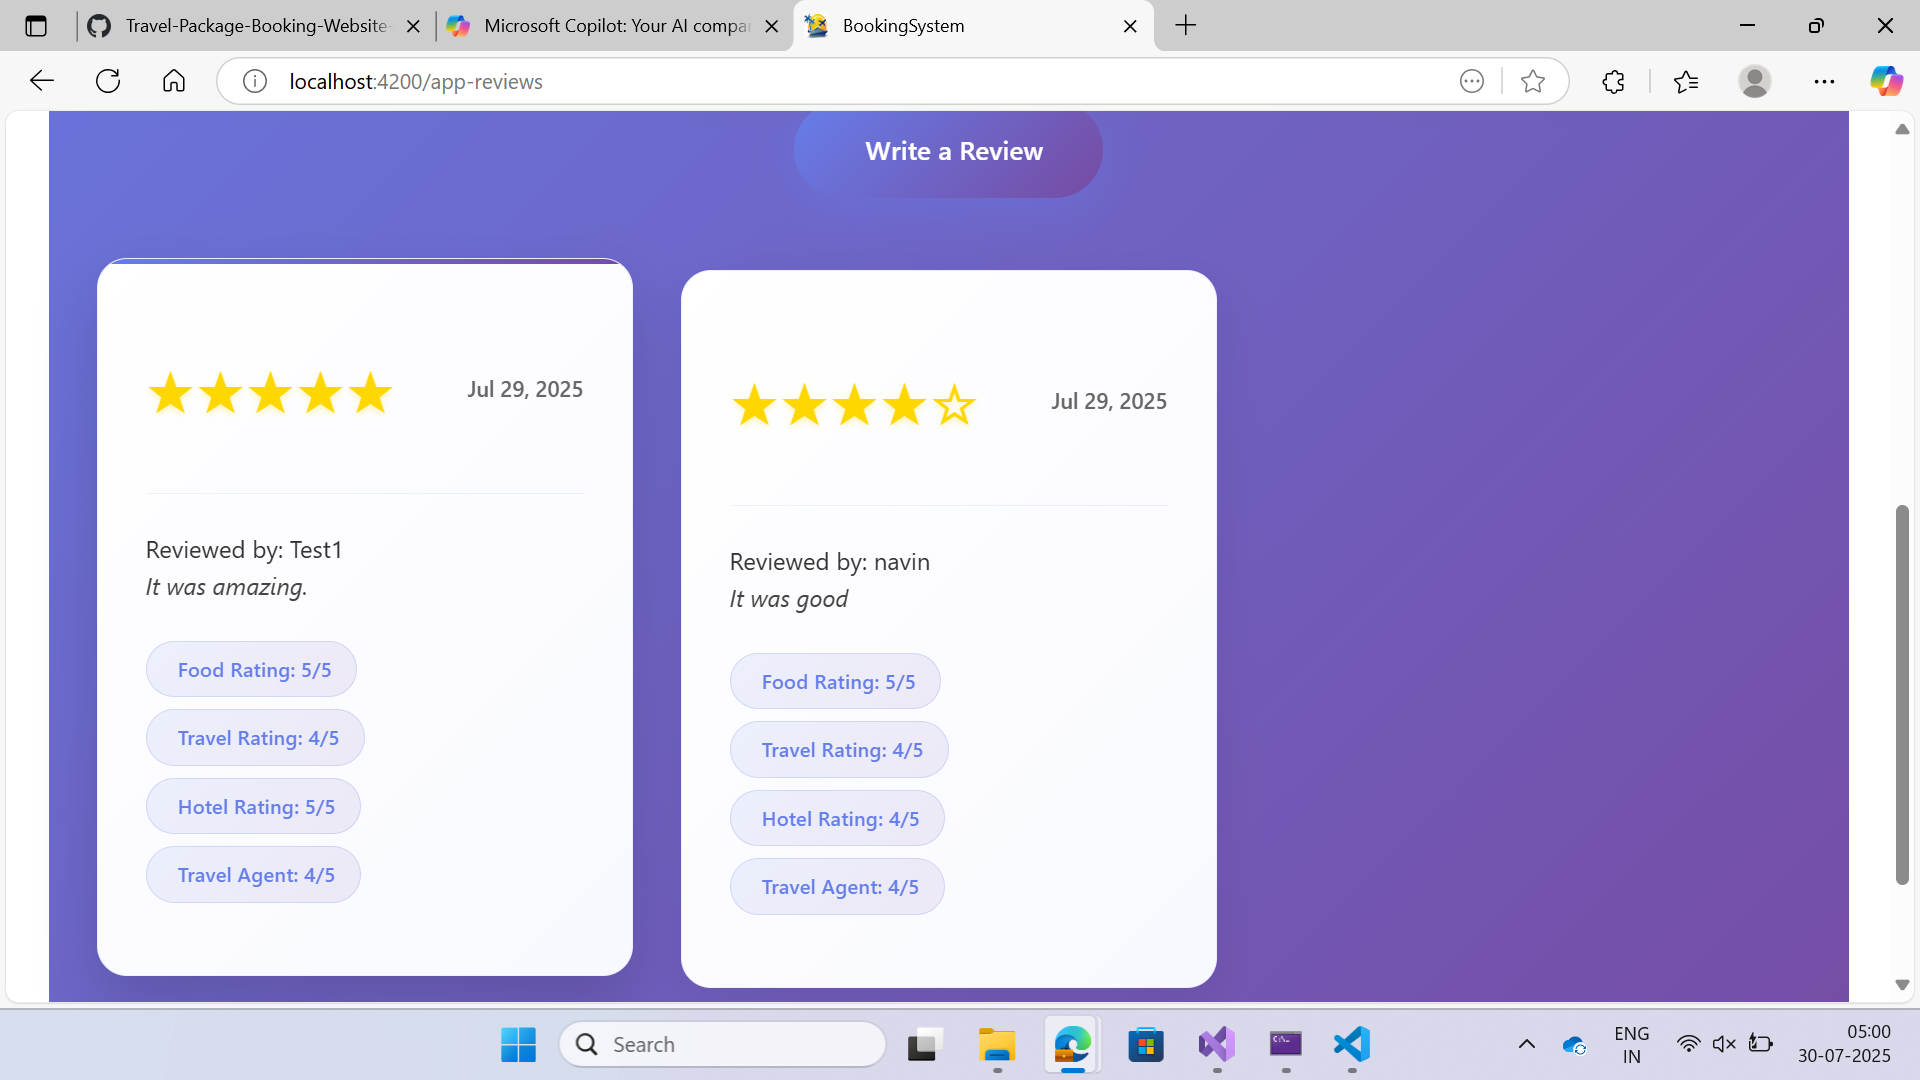 Travel-Package-Booking-Website-
Microsoft Copilot: Your AI compa
BookingSystem
localhost:4200/app-reviews
Write a Review
Jul 29, 2025
Reviewed by: Test1
It was amazing.
Food Rating: 5/5
Travel Rating: 4/5
Hotel Rating: 5/5
Travel Agent: 4/5
Jul 29, 2025
Reviewed by: navin
It was good
Food Rating: 5/5
Travel Rating: 4/5
Hotel Rating: 4/5
Travel Agent: 4/5
Search
ENG
IN
05:00
30-07-2025